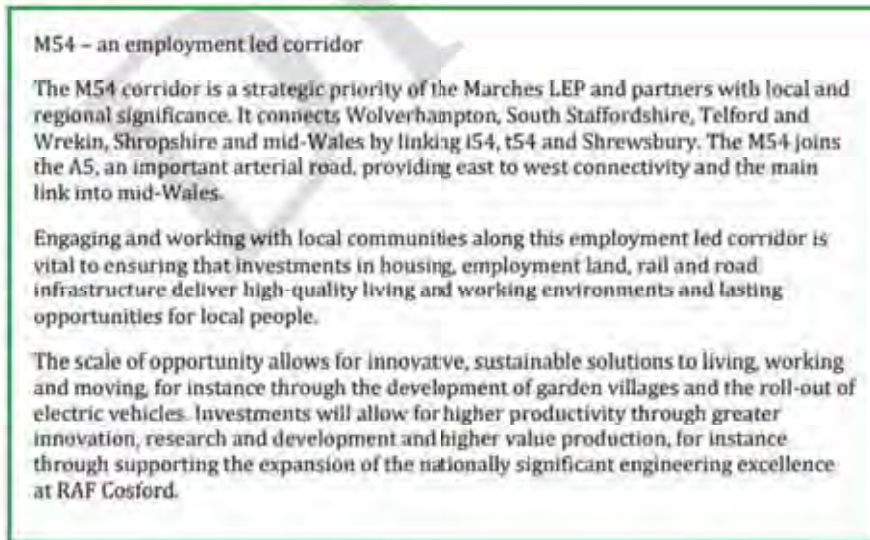 M54 – an employment led corridor
The M54 corridor is a strategic priority of the Marches LEP and partners with local and
regional significance. It connects Wolverhampton, South Staffordshire, Telford and
Wrekin, Shropshire and mid-Wales by linking i54, t54 and Shrewsbury. The M54 joins
the A5, an important arterial road, providing east to west connectivity and the main
link into mid-Wales.
Engaging and working with local communities along this employment led corridor is
vital to ensuring that investments in housing, employment land, rail and road
infrastructure deliver high-quality living and working environments and lasting
opportunities for local people.
The scale of opportunity allows for innovative, sustainable solutions to living, working
and moving, for instance through the development of garden villages and the roll-out of
electric vehicles. Investments will allow for higher productivity through greater
innovation, research and development and higher value production, for instance
through supporting the expansion of the nationally significant engineering excellence
at RAF Cosford.